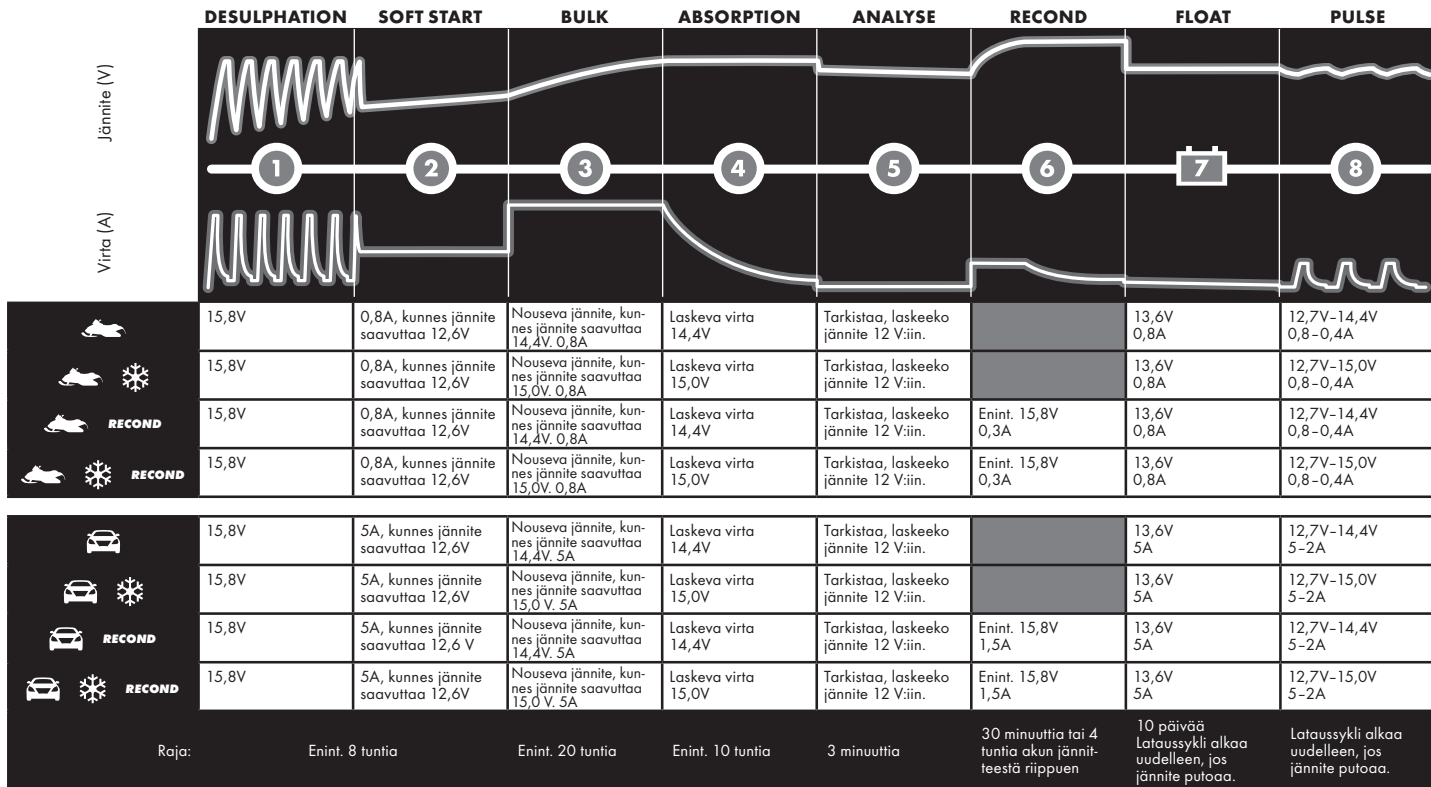 DESULPHATION SOFT START BULK ABSORPTION ANALYSE RECOND FLOAT PULSE
Jännite (V)
1 2 3 4 5 6 7 8
Virta (A)
15,8V
0,8A, kunnes jännite
saavuttaa 12,6V
Nouseva jännite, kun-
nes jännite saavuttaa
14,4V. 0,8A
Laskeva virta
14,4V
Tarkistaa, laskeeko
jännite 12 V:iin.
13,6V
0,8A
12,7V–14,4V
0,8–0,4A
15,8V
0,8A, kunnes jännite
saavuttaa 12,6V
Nouseva jännite, kun-
nes jännite saavuttaa
15,0V. 0,8A
Laskeva virta
15,0V
Tarkistaa, laskeeko
jännite 12 V:iin.
13,6V
0,8A
12,7V–15,0V
0,8–0,4A
RECOND
15,8V
0,8A, kunnes jännite
saavuttaa 12,6V
Nouseva jännite, kun-
nes jännite saavuttaa
14,4V. 0,8A
Laskeva virta
14,4V
Tarkistaa, laskeeko
jännite 12 V:iin.
Enint. 15,8V
0,3A
13,6V
0,8A
12,7V–14,4V
0,8–0,4A
RECOND
15,8V
0,8A, kunnes jännite
saavuttaa 12,6V
Nouseva jännite, kun-
nes jännite saavuttaa
15,0V. 0,8A
Laskeva virta
15,0V
Tarkistaa, laskeeko
jännite 12 V:iin.
Enint. 15,8V
0,3A
13,6V
0,8A
12,7V–15,0V
0,8–0,4A
15,8V
5A, kunnes jännite
saavuttaa 12,6V
Nouseva jännite, kun-
nes jännite saavuttaa
14,4V. 5A
Laskeva virta
14,4V
Tarkistaa, laskeeko
jännite 12 V:iin.
13,6V
5A
12,7V–14,4V
5–2A
15,8V
5A, kunnes jännite
saavuttaa 12,6V
Nouseva jännite, kun-
nes jännite saavuttaa
15,0 V. 5A
Laskeva virta
15,0V
Tarkistaa, laskeeko
jännite 12 V:iin.
13,6V
5A
12,7V–15,0V
5–2A
RECOND
15,8V
5A, kunnes jännite
saavuttaa 12,6 V
Nouseva jännite, kun-
nes jännite saavuttaa
14,4V. 5A
Laskeva virta
14,4V
Tarkistaa, laskeeko
jännite 12 V:iin.
Enint. 15,8V
1,5A
13,6V
5A
12,7V–14,4V
5–2A
RECOND
15,8V
5A, kunnes jännite
saavuttaa 12,6V
Nouseva jännite, kun-
nes jännite saavuttaa
15,0 V. 5A
Laskeva virta
15,0V
Tarkistaa, laskeeko
jännite 12 V:iin.
Enint. 15,8V
1,5A
13,6V
5A
12,7V–15,0V
5–2A
Raja:
Enint. 8 tuntia
Enint. 20 tuntia
Enint. 10 tuntia
3 minuuttia
30 minuuttia tai 4
tuntia akun jännit-
teestä riippuen
10 päivää
Lataussykli alkaa
uudelleen, jos
jännite putoaa.
Lataussykli alkaa
uudelleen, jos
jännite putoaa.